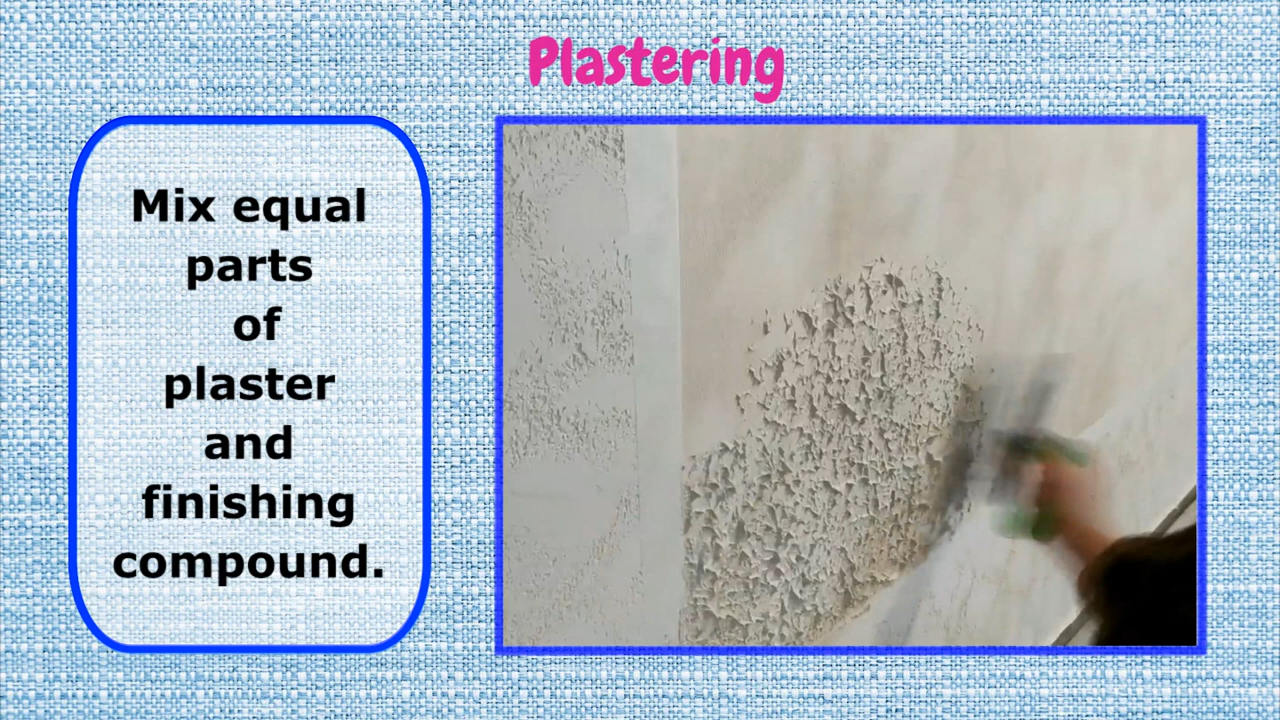 Plastering
Mix equal
parts
of
plaster
and
finishing
compound.